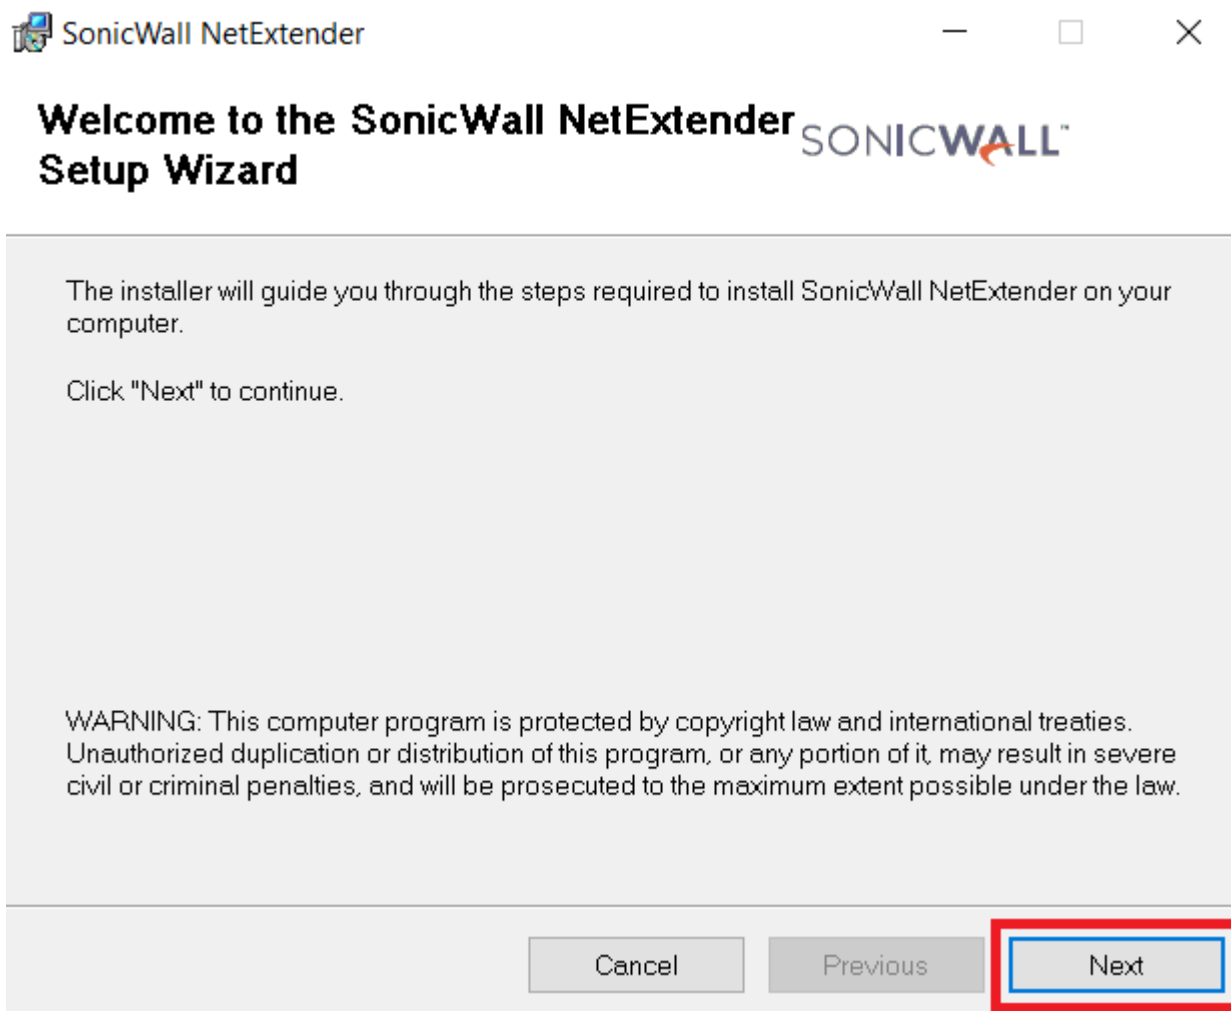 SonicWall NetExtender
Welcome to the SonicWall NetExtender
Setup Wizard
SONICWALL™
The installer will guide you through the steps required to install SonicWall NetExtender on your
computer.
Click "Next" to continue.
WARNING: This computer program is protected by copyright law and international treaties.
Unauthorized duplication or distribution of this program, or any portion of it, may result in severe
civil or criminal penalties, and will be prosecuted to the maximum extent possible under the law.
Cancel
Previous
Next